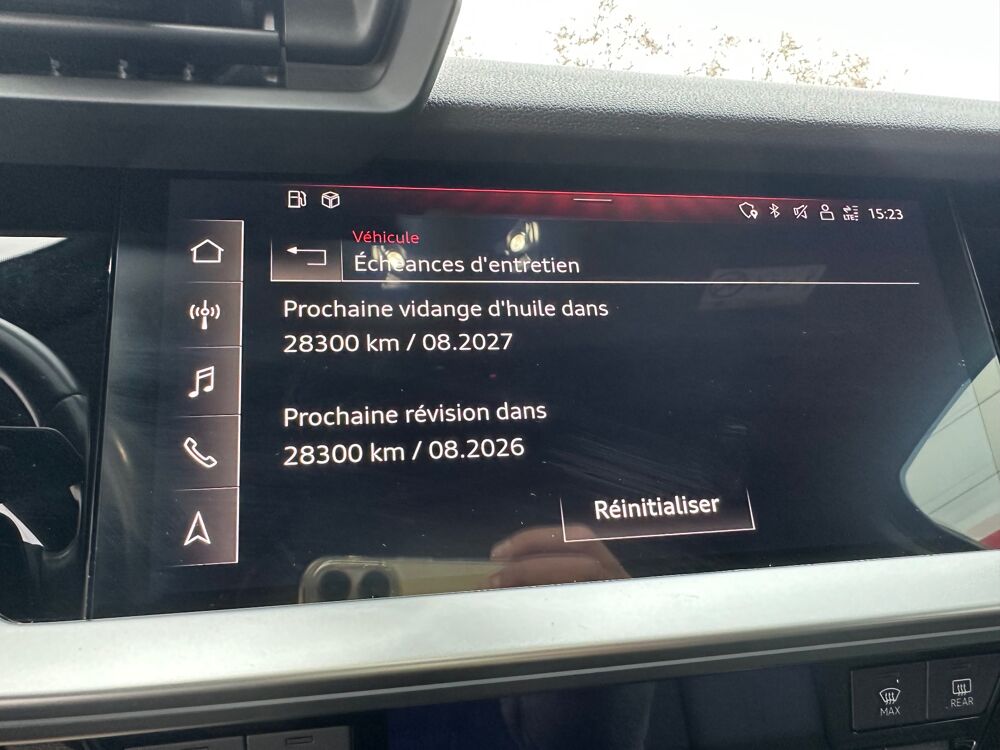 LTE 15:23
Véhicule
Échéances d'entretien
Prochaine vidange d'huile dans
28300 km / 08.2027
Prochaine révision dans
28300 km / 08.2026
Réinitialiser
MAX
REAR